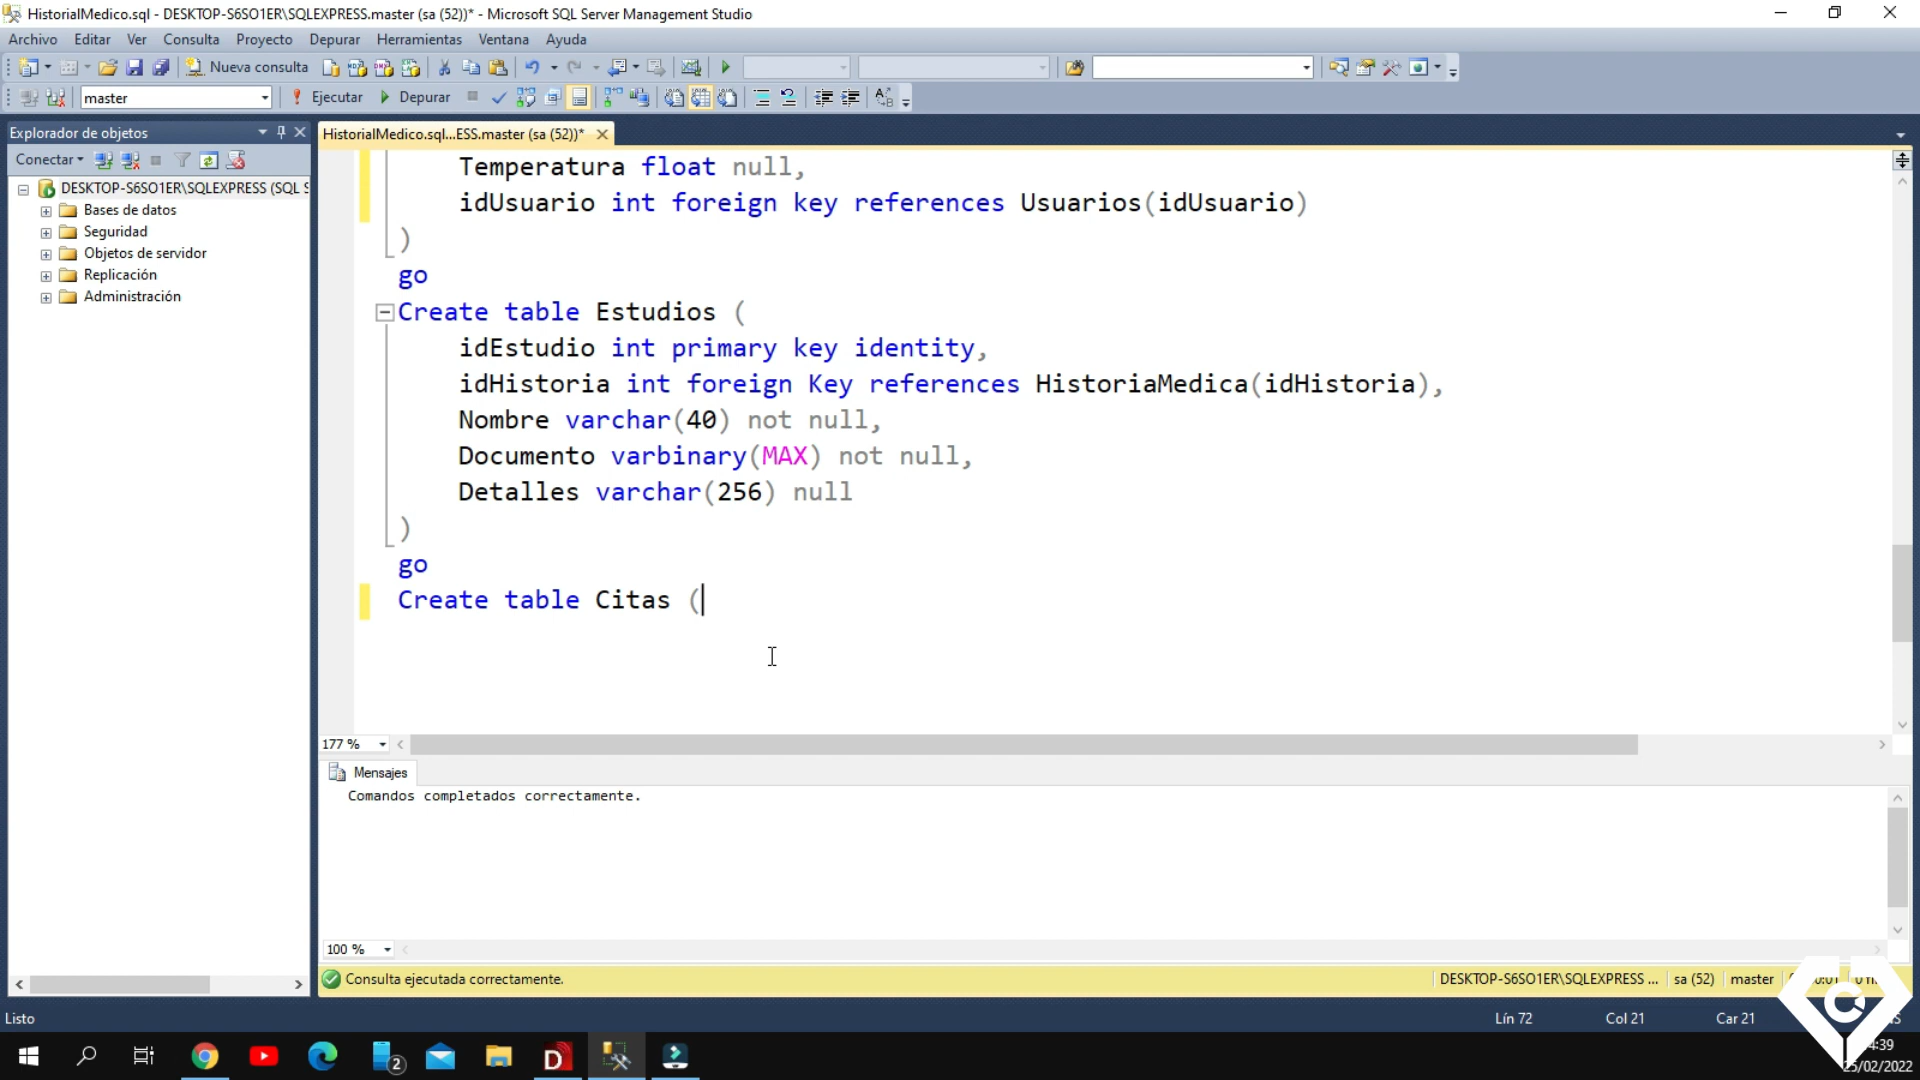 HistorialMedico.sql - DESKTOP-S6SO1ER\SQLEXPRESS.master (sa (52))* - Microsoft SQL Server Management Studio
Archivo Editar Ver Consulta Proyecto Depurar Herramientas Ventana Ayuda
Nueva consulta
master Ejecutar Depurar
Explorador de objetos
HistorialMedico.sql...ESS.master (sa (52))*
Conectar
DESKTOP-S6SO1ER\SQLEXPRESS (SQL S
Bases de datos
Seguridad
Objetos de servidor
Replicación
Administración
Temperatura float null,
idUsuario int foreign key references Usuarios(idUsuario)
)
go
Create table Estudios (
idEstudio int primary key identity,
idHistoria int foreign Key references HistoriaMedica(idHistoria),
Nombre varchar(40) not null,
Documento varbinary(MAX) not null,
Detalles varchar(256) null
)
go
Create table Citas (
177 %
Mensajes
Comandos completados correctamente.
100 %
Consulta ejecutada correctamente. DESKTOP-S6SO1ER\SQLEXPRESS ... sa (52) master
Listo Lín 72 Col 21 Car 21
2
4:39
25/02/2022